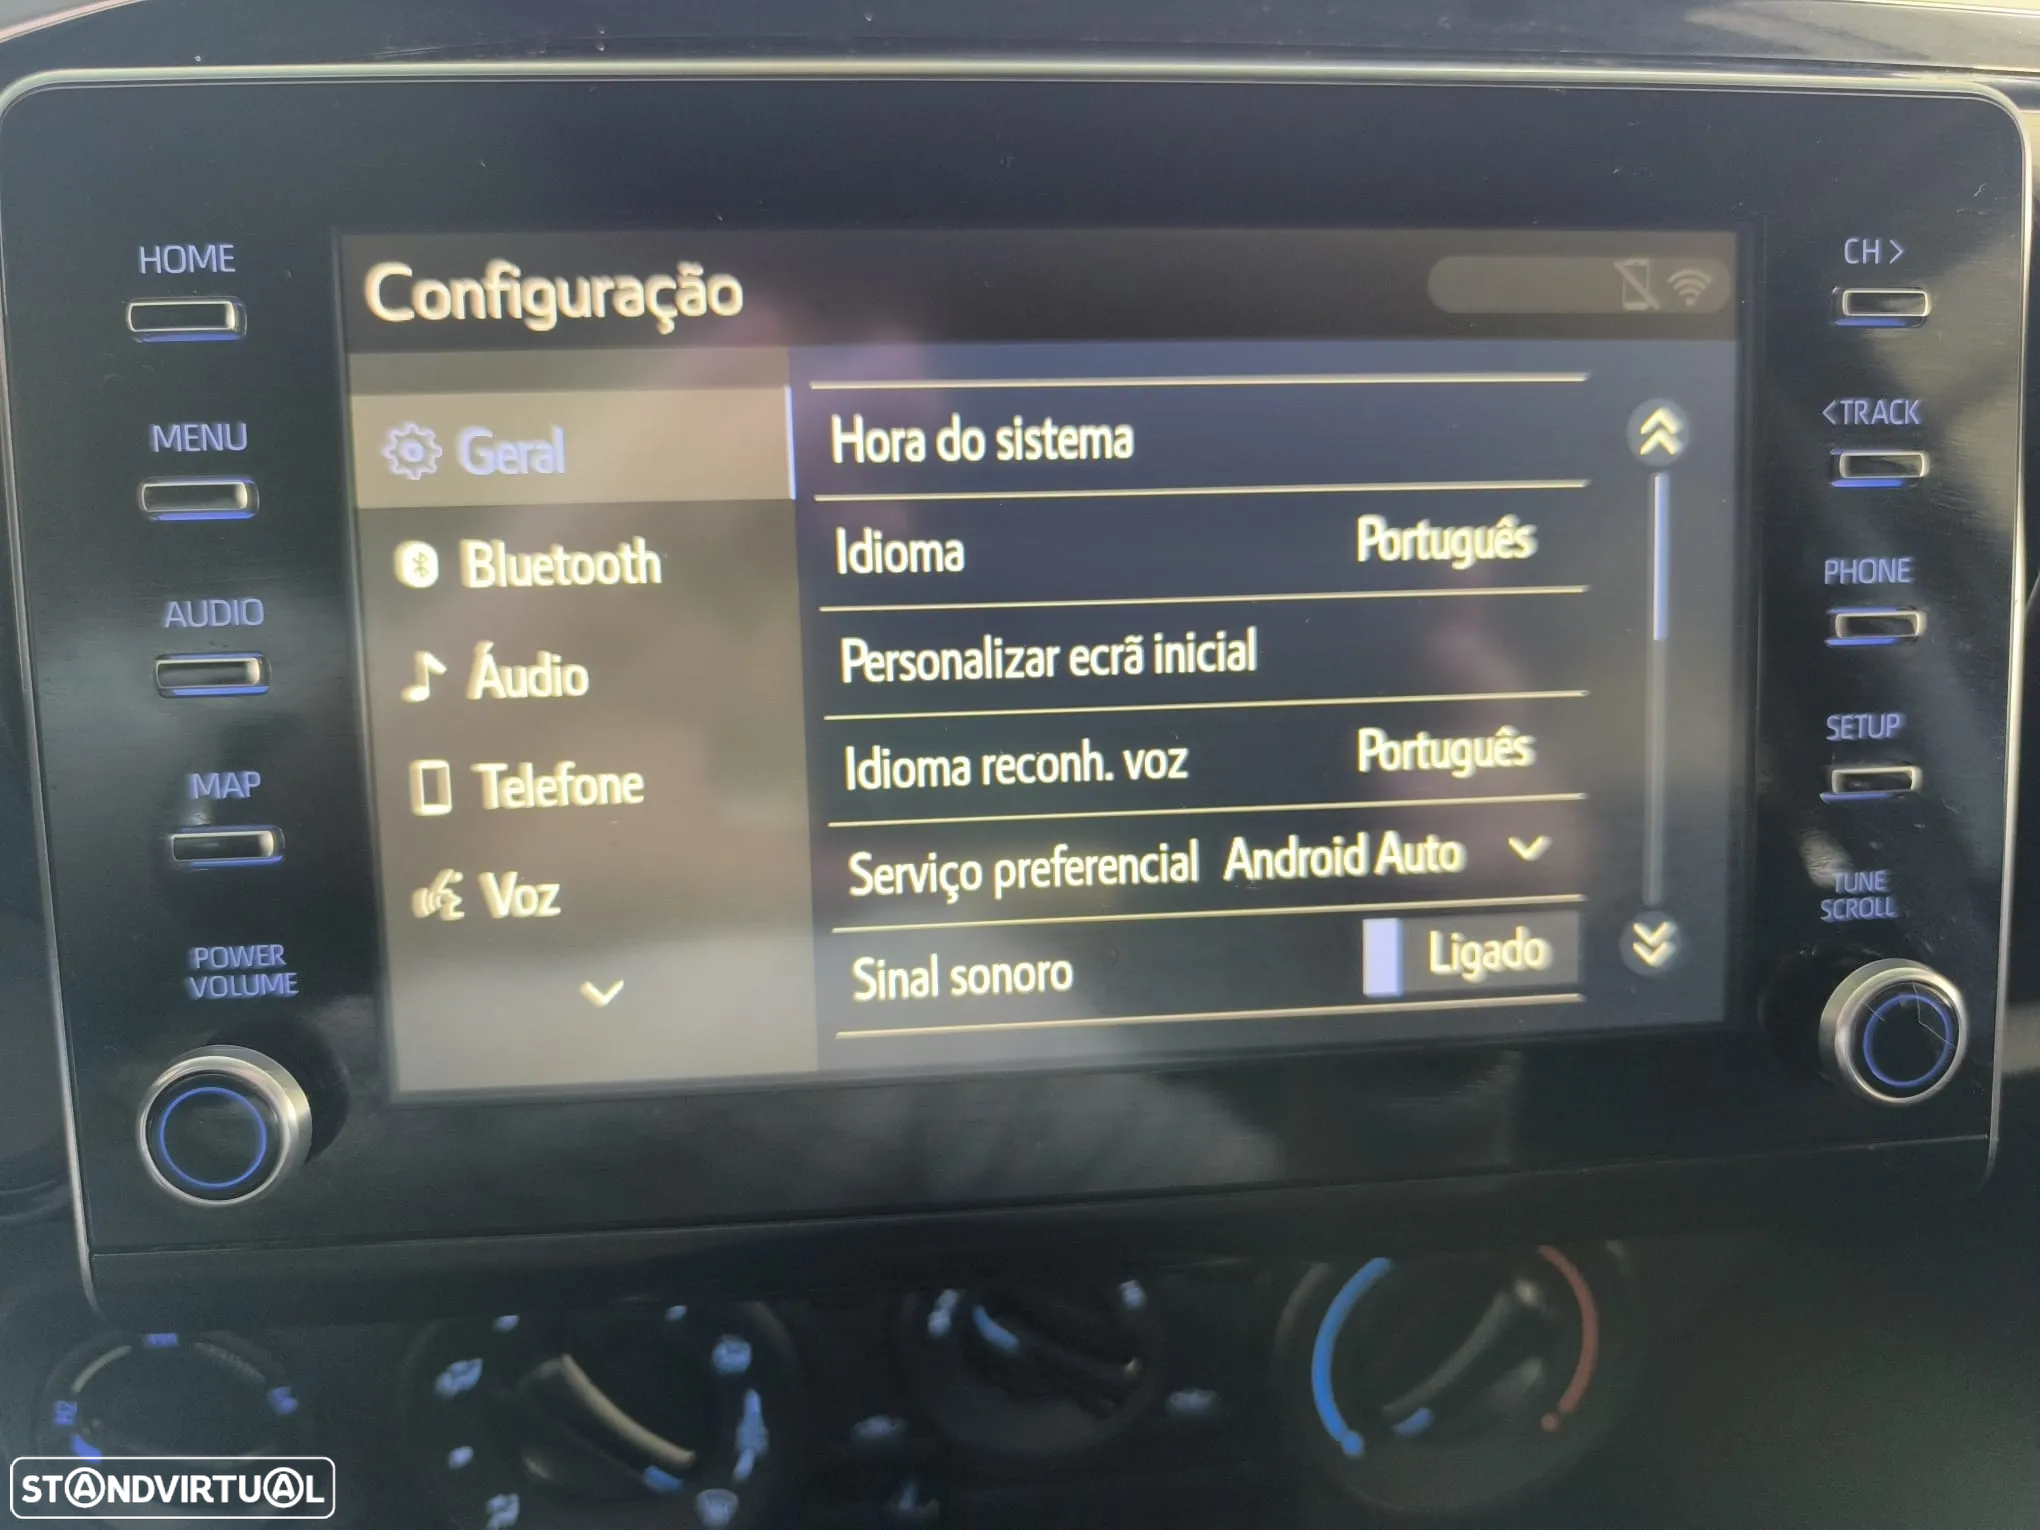 HOME
MENU
AUDIO
MAP
POWER
VOLUME
Configuração
Geral
Bluetooth
Áudio
Telefone
Voz
Hora do sistema
Idioma Português
Personalizar ecrã inicial
Idioma reconh. voz Português
Serviço preferencial Android Auto
Sinal sonoro Ligado
CH>
<TRACK
PHONE
SETUP
TUNE
SCROLL
STANDVIRTUAL